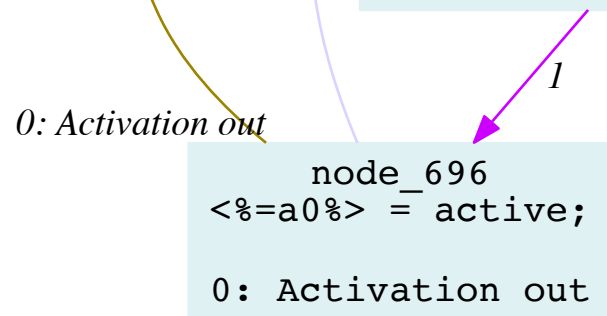 1
0: Activation out
node_696
<%=a0%> = active;
0: Activation out